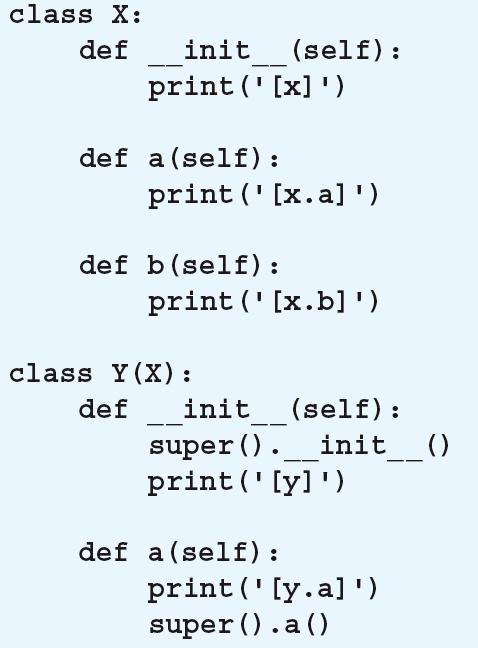 class X:
    def __init__(self):
        print('[x]')

    def a(self):
        print('[x.a]')

    def b(self):
        print('[x.b]')

class Y(X):
    def __init__(self):
        super().__init__()
        print('[y]')

    def a(self):
        print('[y.a]')
        super().a()